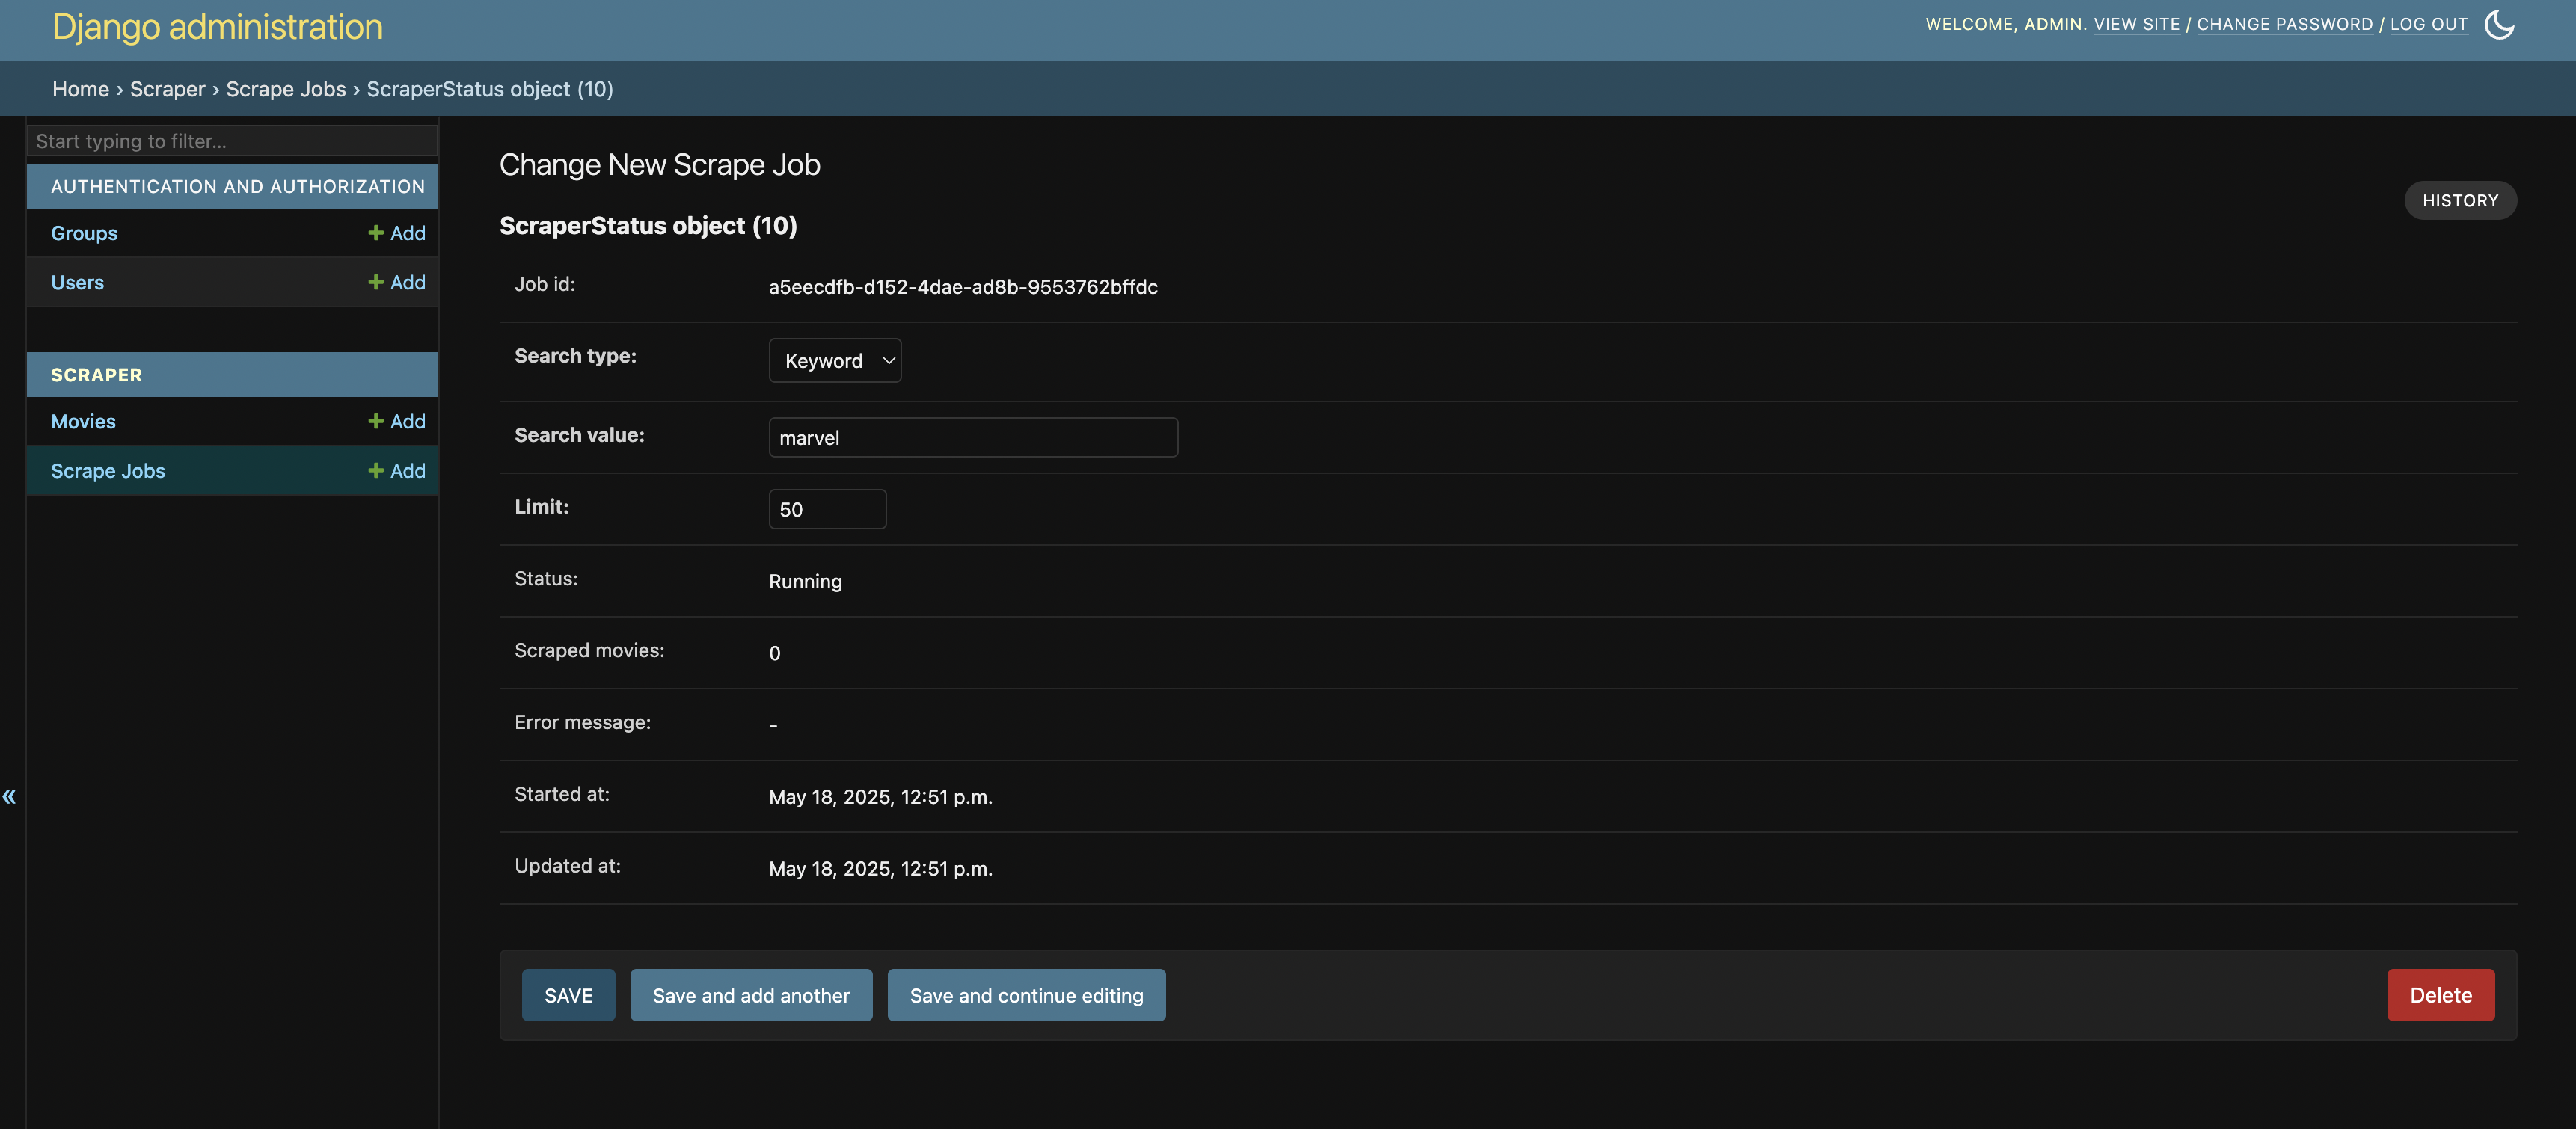 Django administration
WELCOME, ADMIN. VIEW SITE / CHANGE PASSWORD / LOG OUT
Home › Scraper › Scrape Jobs › ScraperStatus object (10)
Start typing to filter...
AUTHENTICATION AND AUTHORIZATION
Groups + Add
Users + Add
SCRAPER
Movies + Add
Scrape Jobs + Add
«
Change New Scrape Job
HISTORY
ScraperStatus object (10)
Job id: a5eecdfb-d152-4dae-ad8b-9553762bffdc
Search type: Keyword
Search value: marvel
Limit: 50
Status: Running
Scraped movies: 0
Error message: -
Started at: May 18, 2025, 12:51 p.m.
Updated at: May 18, 2025, 12:51 p.m.
SAVE Save and add another Save and continue editing Delete